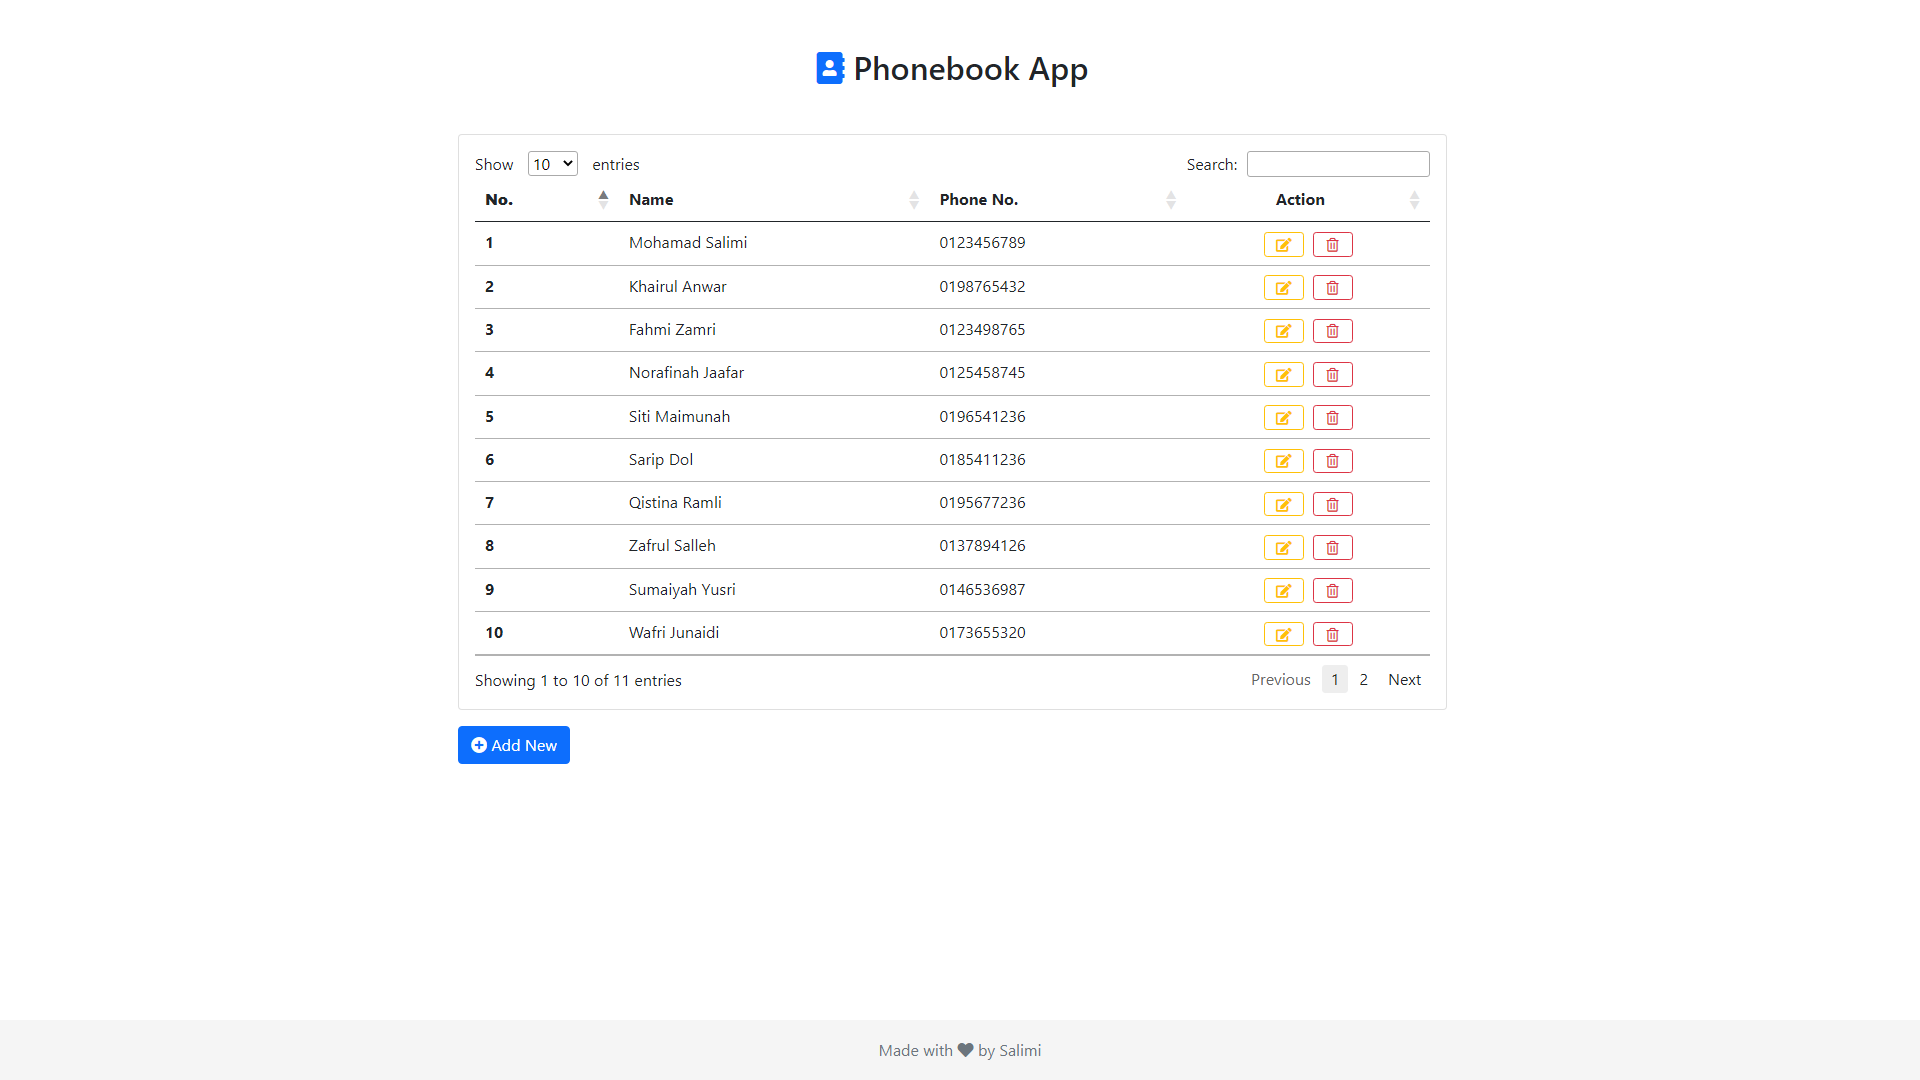 Phonebook App
Show 10 entries Search:
No. Name Phone No. Action
1 Mohamad Salimi 0123456789
2 Khairul Anwar 0198765432
3 Fahmi Zamri 0123498765
4 Norafinah Jaafar 0125458745
5 Siti Maimunah 0196541236
6 Sarip Dol 0185411236
7 Qistina Ramli 0195677236
8 Zafrul Salleh 0137894126
9 Sumaiyah Yusri 0146536987
10 Wafri Junaidi 0173655320
Showing 1 to 10 of 11 entries Previous 1 2 Next
Add New
Made with by Salimi